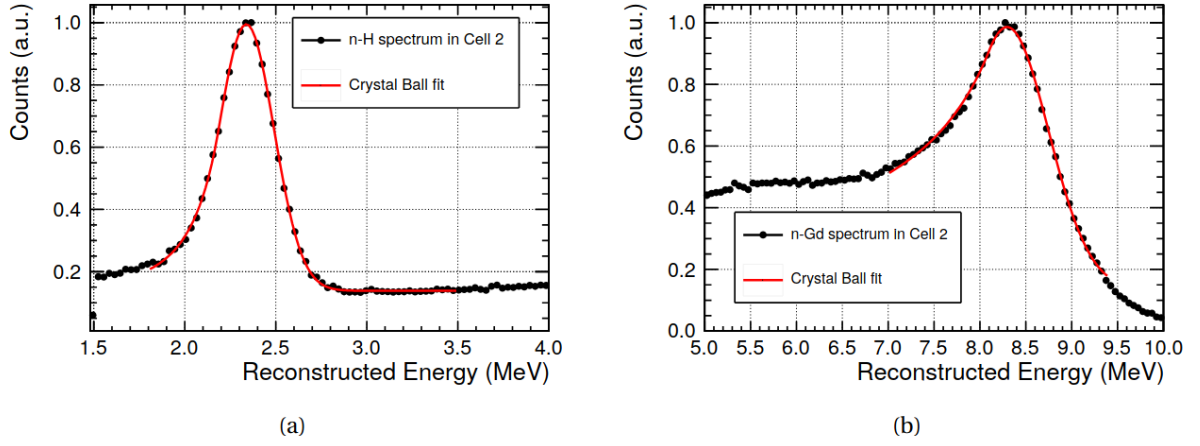 Counts (a.u.)
1.0
0.8
0.6
0.4
0.2
n-H spectrum in Cell 2
Crystal Ball fit
1.5 2.0 2.5 3.0 3.5 4.0
Reconstructed Energy (MeV)
(a)
Counts (a.u.)
1.0
0.8
0.6
0.4
0.2
0.0
n-Gd spectrum in Cell 2
Crystal Ball fit
5.0 5.5 6.0 6.5 7.0 7.5 8.0 8.5 9.0 9.5 10.0
Reconstructed Energy (MeV)
(b)